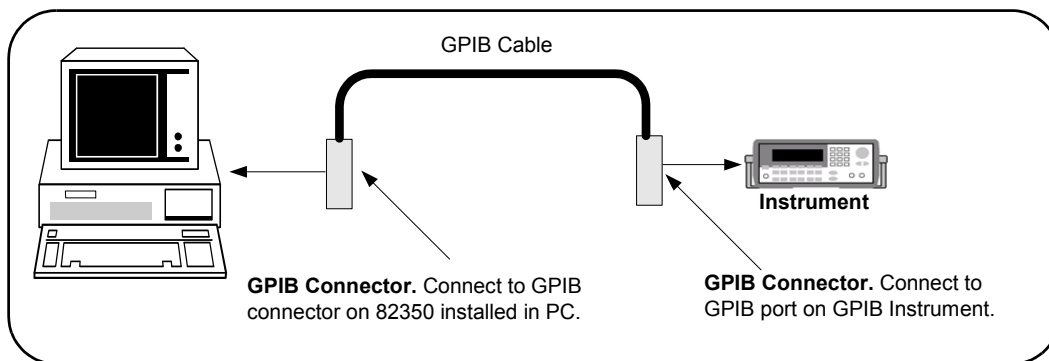 GPIB Cable
Instrument
GPIB Connector. Connect to GPIB
connector on 82350 installed in PC.
GPIB Connector. Connect to
GPIB port on GPIB Instrument.